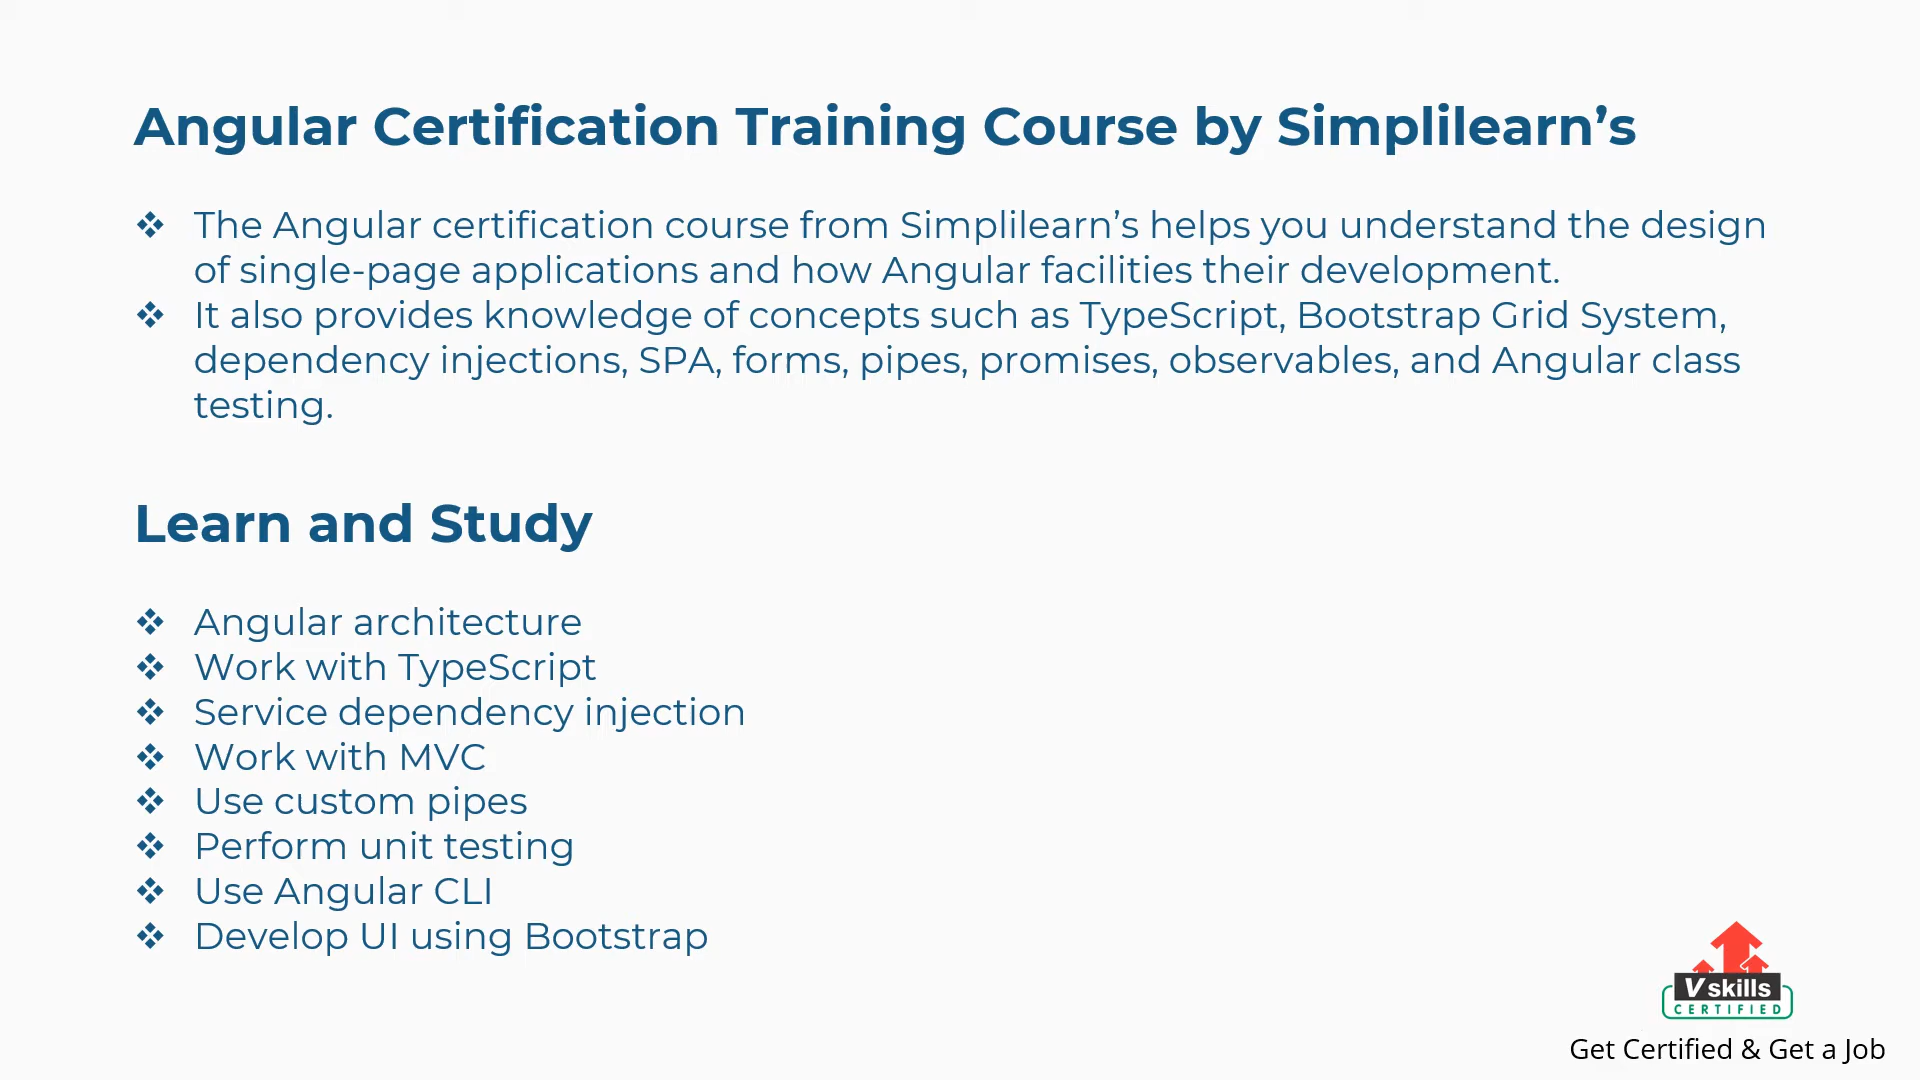 Angular Certification Training Course by Simplilearn’s
❖ The Angular certification course from Simplilearn’s helps you understand the design
of single-page applications and how Angular facilities their development.
❖ It also provides knowledge of concepts such as TypeScript, Bootstrap Grid System,
dependency injections, SPA, forms, pipes, promises, observables, and Angular class
testing.
Learn and Study
❖ Angular architecture
❖ Work with TypeScript
❖ Service dependency injection
❖ Work with MVC
❖ Use custom pipes
❖ Perform unit testing
❖ Use Angular CLI
❖ Develop UI using Bootstrap
Vskills
CERTIFIED
Get Certified & Get a Job